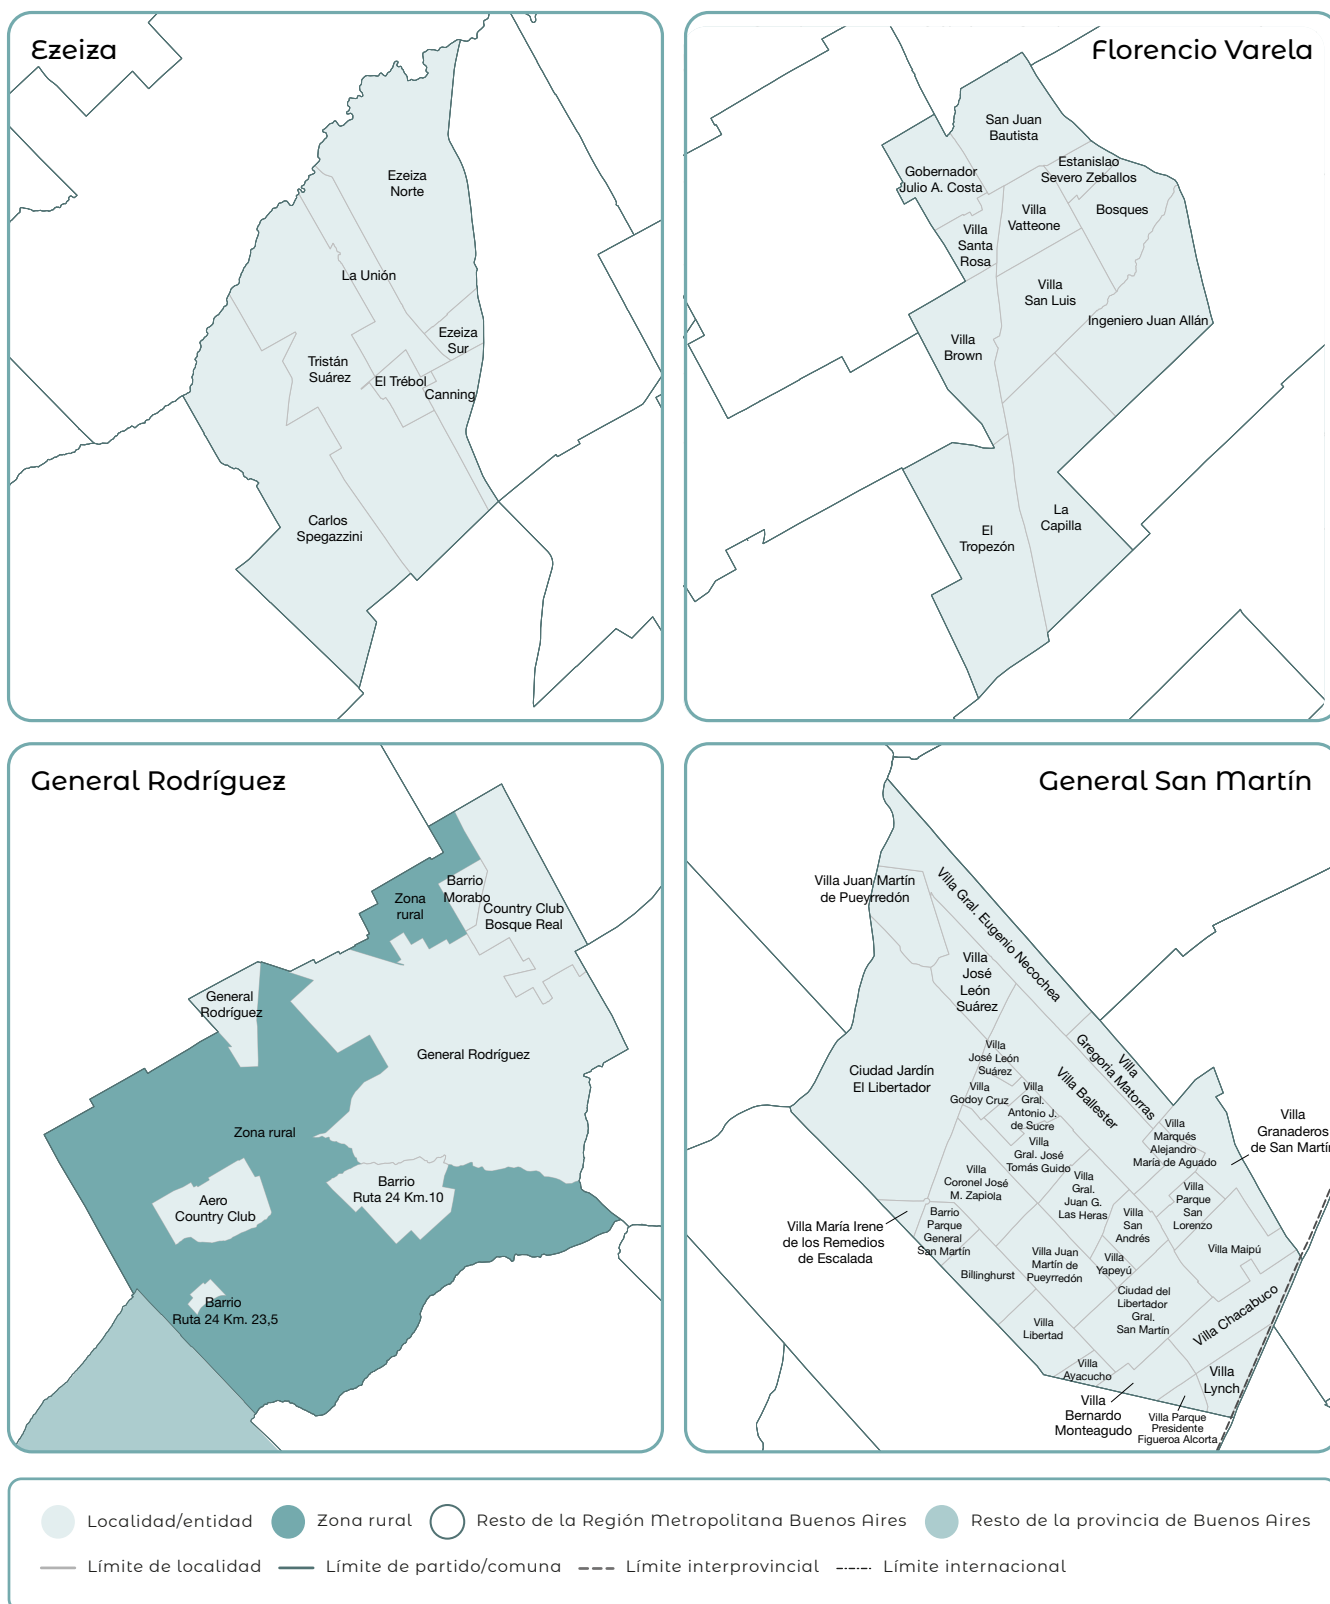 Ezeiza
Ezeiza
Norte
La Unión
Ezeiza
Sur
Tristán
Suárez
El Trébol
Canning
Carlos
Spegazzini
Florencio Varela
San Juan
Bautista
Estanislao
Severo Zeballos
Gobernador
Julio A. Costa
Bosques
Villa
Vatteone
Villa
Santa
Rosa
Villa
San Luis
Ingeniero Juan Allán
Villa
Brown
La
Capilla
El
Tropezón
General Rodríguez
Barrio
Morabo
Zona
rural
Country Club
Bosque Real
General
Rodríguez
General Rodríguez
Zona rural
Barrio
Ruta 24 Km.10
Aero
Country Club
Barrio
Ruta 24 Km. 23,5
General San Martín
Villa Juan Martín
de Pueyrredón
Villa Gral. Eugenio Necochea
Villa
José
León
Suárez
Villa
Gregoria Matorras
Villa
José León
Suárez
Ciudad Jardín
El Libertador
Villa Ballester
Villa
Godoy Cruz
Villa
Gral.
Antonio J.
de Sucre
Villa
Granaderos
de San Martín
Villa
Marqués
Alejandro
María de Aguado
Villa
Gral. José
Tomás Guido
Villa
Coronel José
M. Zapiola
Villa
Gral.
Juan G.
Las Heras
Villa
Parque
San
Lorenzo
Villa María Irene
de los Remedios
de Escalada
Barrio
Parque
General
San Martín
Villa
San
Andrés
Villa Maipú
Villa Juan
Martín de
Pueyrredón
Villa
Yapeyú
Billinghurst
Ciudad del
Libertador
Gral.
San Martín
Villa Chacabuco
Villa
Libertad
Villa
Ayacucho
Villa
Lynch
Villa
Bernardo
Monteagudo
Villa Parque
Presidente
Figueroa Alcorta
Localidad/entidad
Zona rural
Resto de la Región Metropolitana Buenos Aires
Resto de la provincia de Buenos Aires
Límite de localidad
Límite de partido/comuna
Límite interprovincial
Límite internacional